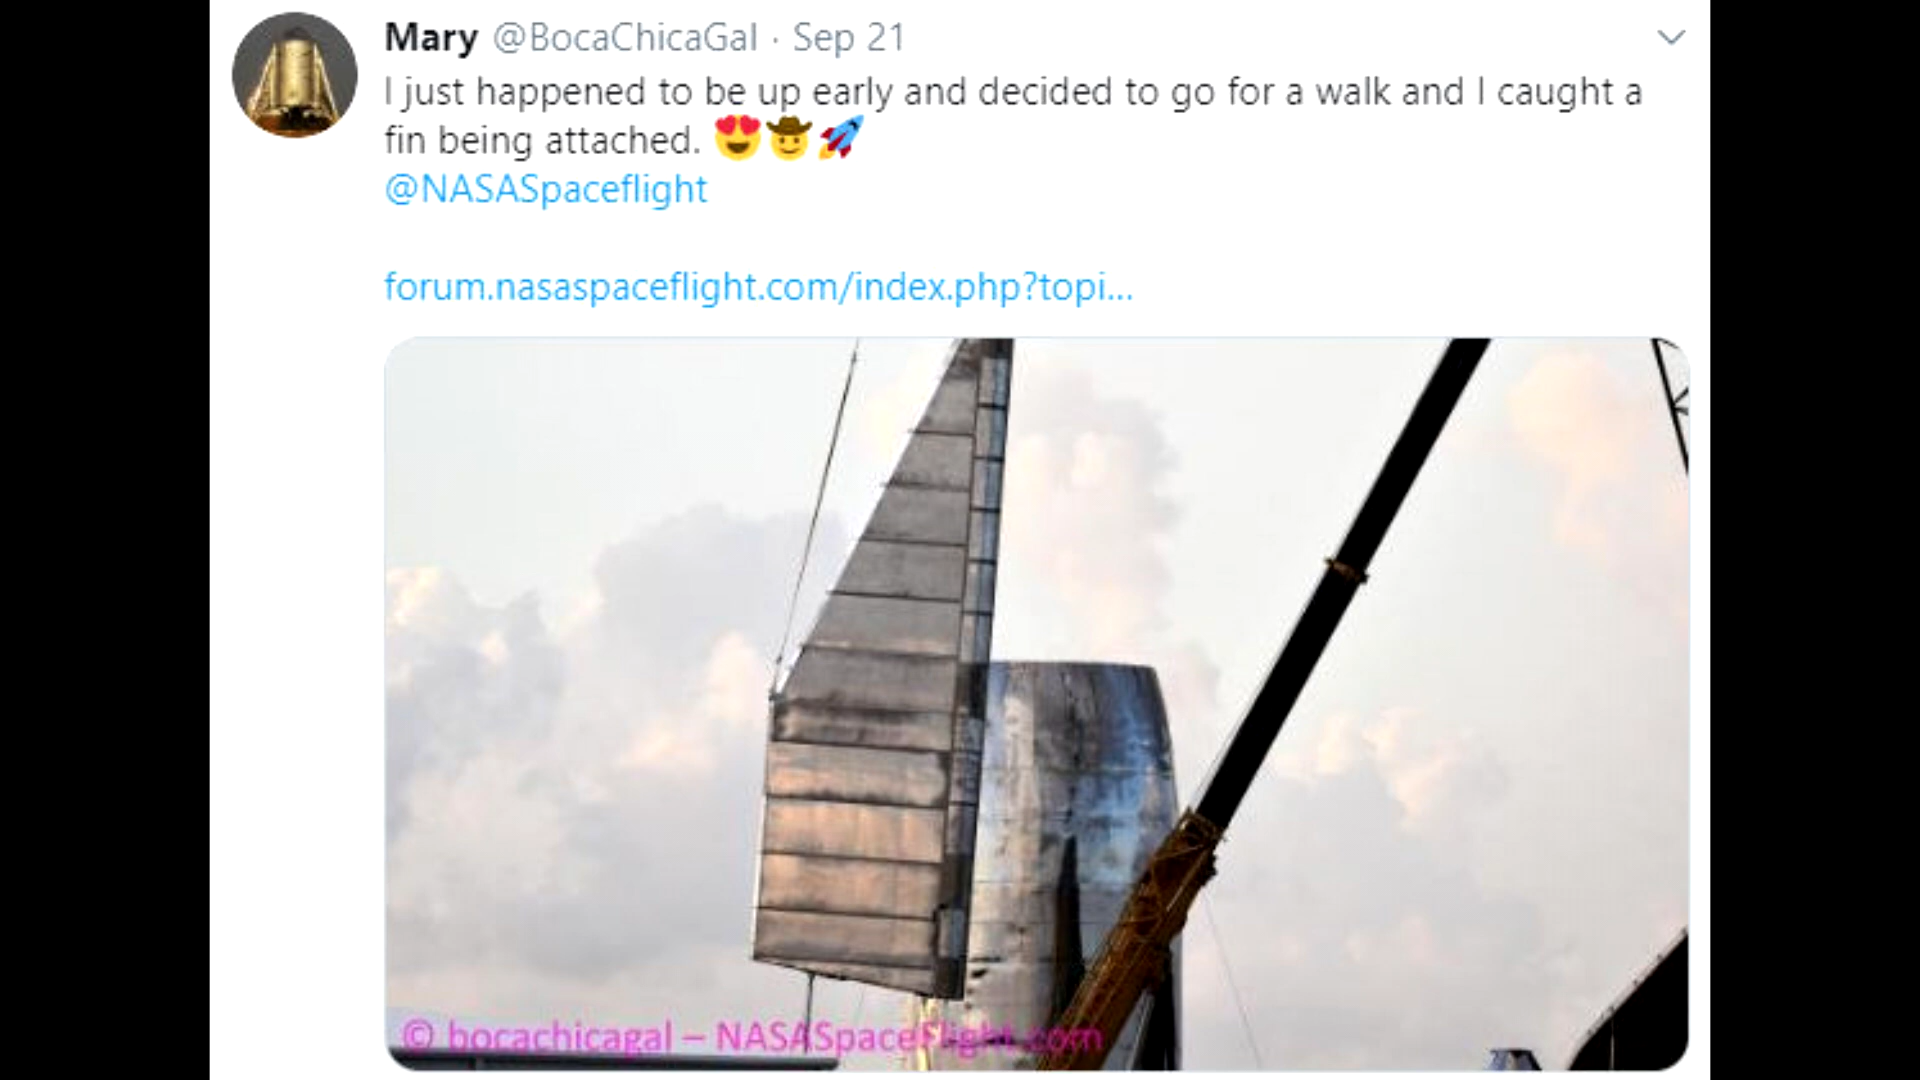 Mary @BocaChicaGal · Sep 21
I just happened to be up early and decided to go for a walk and I caught a
fin being attached. 😍🤠🚀
@NASASpaceflight
forum.nasaspaceflight.com/index.php?topi...
© bocachicagal – NASASpaceFlight.com